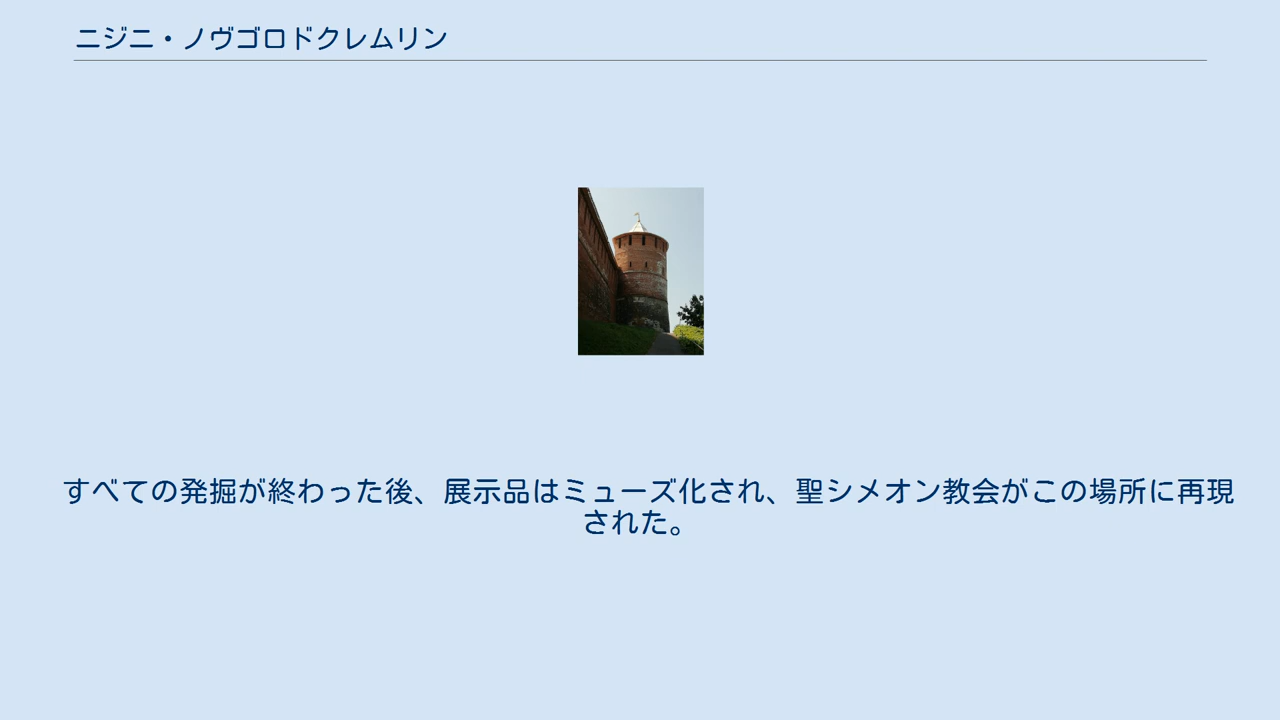 ニジニ・ノヴゴロドクレムリン
すべての発掘が終わった後、展示品はミューズ化され、聖シメオン教会がこの場所に再現
された。